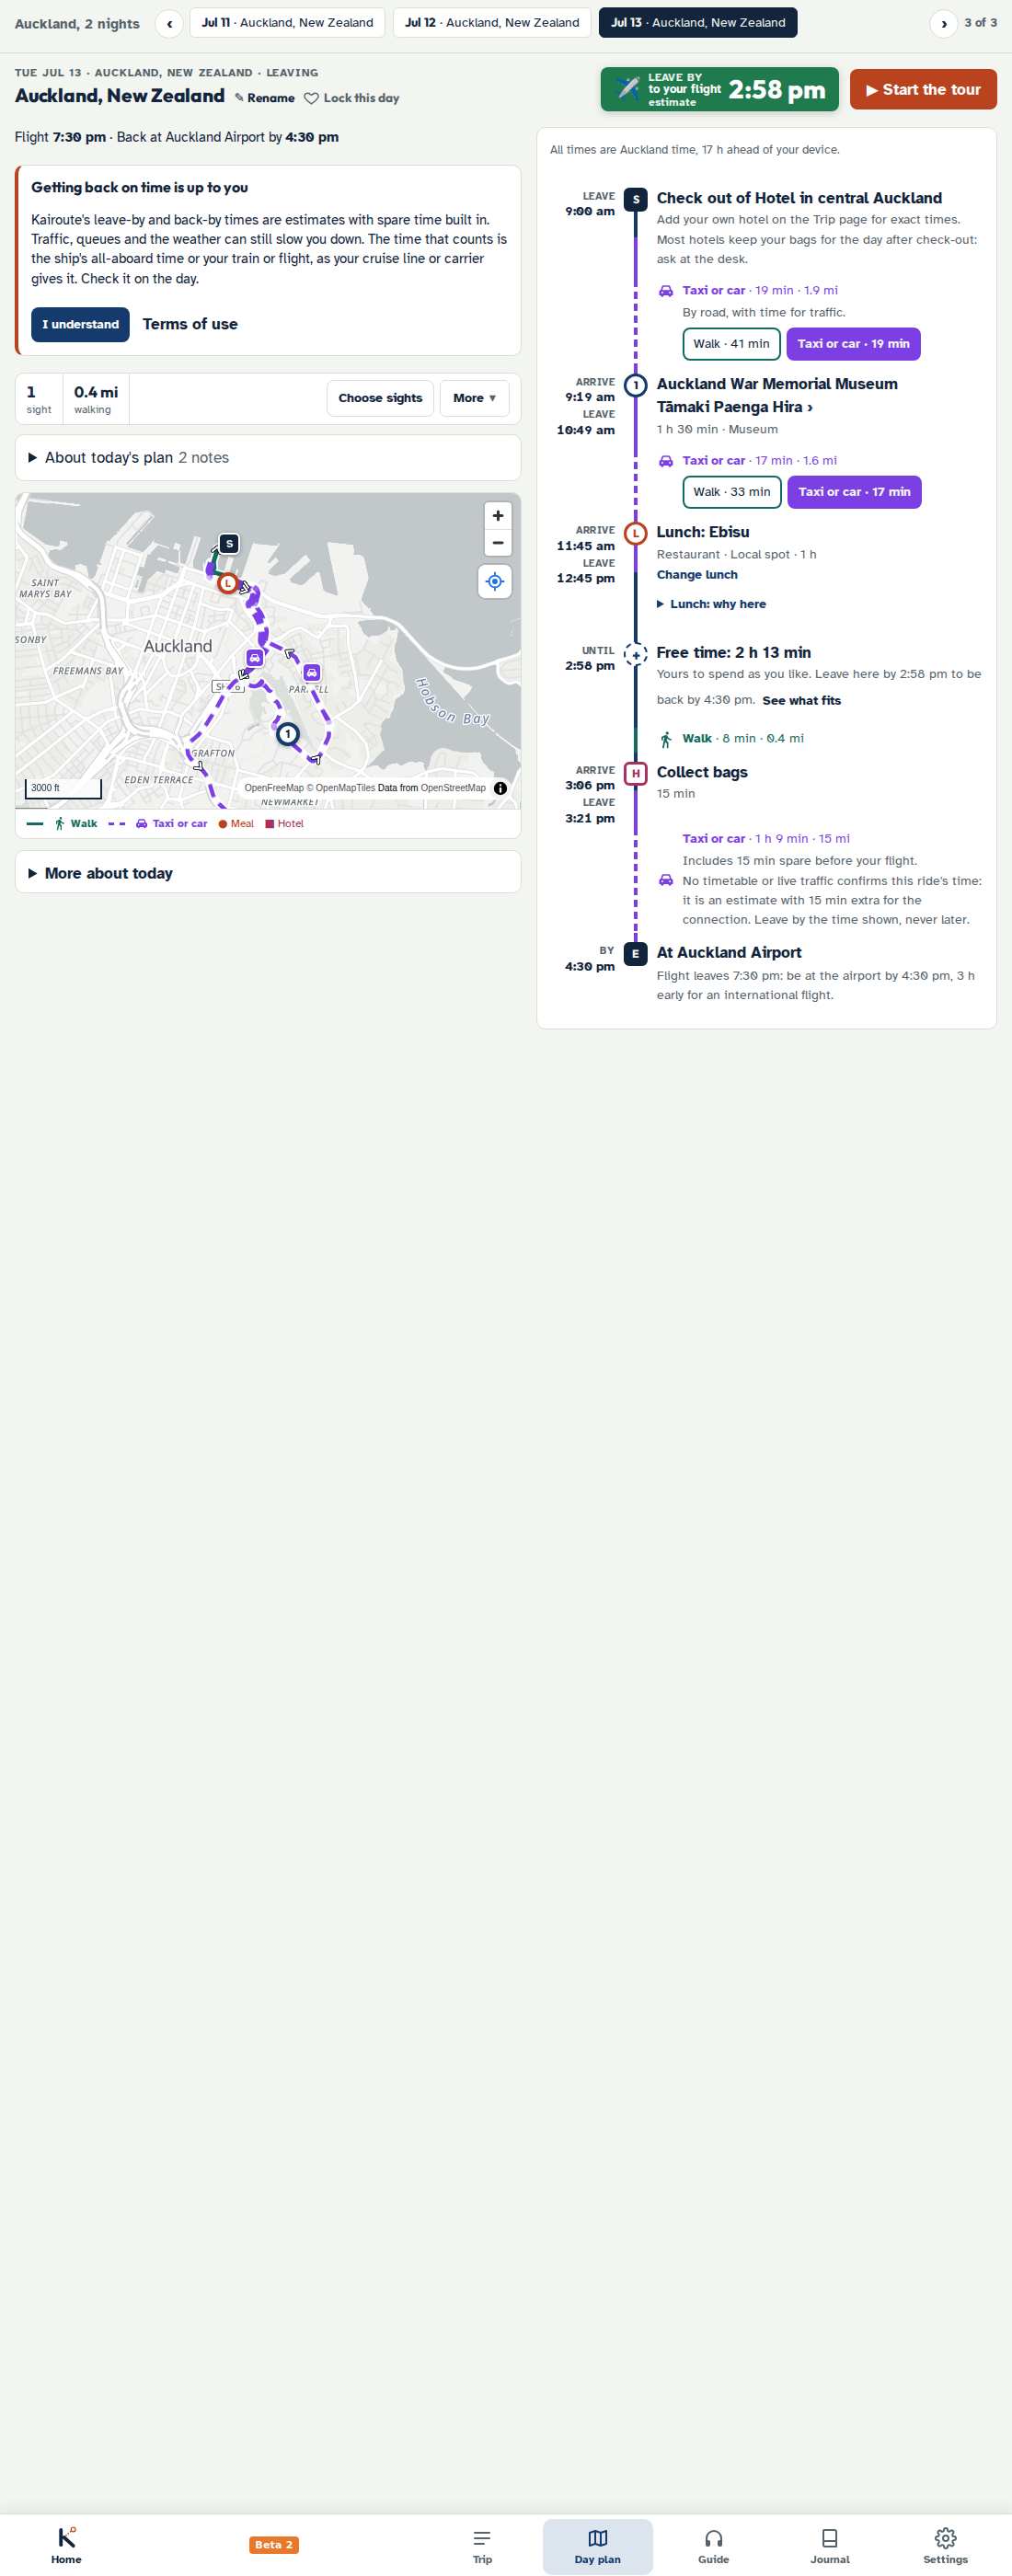 Auckland, 2 nights
‹
Jul 11 · Auckland, New Zealand
Jul 12 · Auckland, New Zealand
Jul 13 · Auckland, New Zealand
›
3 of 3
TUE JUL 13 · AUCKLAND, NEW ZEALAND · LEAVING
Auckland, New Zealand
✎ Rename
Lock this day
LEAVE BY
to your flight
estimate
2:58 pm
▶ Start the tour
Flight 7:30 pm · Back at Auckland Airport by 4:30 pm
Getting back on time is up to you
Kairoute's leave-by and back-by times are estimates with spare time built in.
Traffic, queues and the weather can still slow you down. The time that counts is
the ship's all-aboard time or your train or flight, as your cruise line or carrier
gives it. Check it on the day.
I understand
Terms of use
1
sight
0.4 mi
walking
Choose sights
More ▾
▶ About today's plan 2 notes
SAINT
MARYS BAY
SONBY
FREEMANS BAY
Auckland
GRAFTON
EDEN TERRACE
NEWMARKET
Hobson Bay
S
L
1
+
−
3000 ft
OpenFreeMap © OpenMapTiles Data from OpenStreetMap
Walk
Taxi or car
Meal
Hotel
▶ More about today
All times are Auckland time, 17 h ahead of your device.
LEAVE
9:00 am
S
Check out of Hotel in central Auckland
Add your own hotel on the Trip page for exact times.
Most hotels keep your bags for the day after check-out:
ask at the desk.
Taxi or car · 19 min · 1.9 mi
By road, with time for traffic.
Walk · 41 min
Taxi or car · 19 min
ARRIVE
9:19 am
LEAVE
10:49 am
1
Auckland War Memorial Museum
Tāmaki Paenga Hira ›
1 h 30 min · Museum
Taxi or car · 17 min · 1.6 mi
Walk · 33 min
Taxi or car · 17 min
ARRIVE
11:45 am
LEAVE
12:45 pm
L
Lunch: Ebisu
Restaurant · Local spot · 1 h
Change lunch
▶ Lunch: why here
UNTIL
2:58 pm
+
Free time: 2 h 13 min
Yours to spend as you like. Leave here by 2:58 pm to be
back by 4:30 pm. See what fits
Walk · 8 min · 0.4 mi
ARRIVE
3:06 pm
LEAVE
3:21 pm
H
Collect bags
15 min
Taxi or car · 1 h 9 min · 15 mi
Includes 15 min spare before your flight.
No timetable or live traffic confirms this ride's time:
it is an estimate with 15 min extra for the
connection. Leave by the time shown, never later.
BY
4:30 pm
E
At Auckland Airport
Flight leaves 7:30 pm: be at the airport by 4:30 pm, 3 h
early for an international flight.
Home
Beta 2
Trip
Day plan
Guide
Journal
Settings